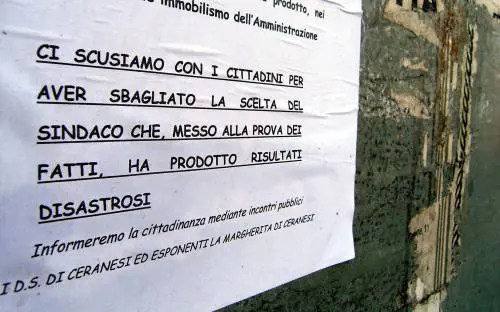 prodotto, nei
immobilismo dell'Amministrazione
CI SCUSIAMO CON I CITTADINI PER
AVER SBAGLIATO LA SCELTA DEL
SINDACO CHE, MESSO ALLA PROVA DEI
FATTI, HA PRODOTTO RISULTATI
DISASTROSI
Informeremo la cittadinanza mediante incontri pubblici
I D.S. DI CERANESI ED ESPONENTI LA MARGHERITA DI CERANESI